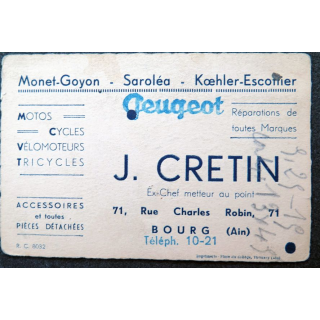 Monet-Goyon - Saroléa - Kœhler-Escoffier
Peugeot
MOTOS
CYCLES
VÉLOMOTEURS
TRICYCLES
Réparations de
toutes Marques
J. CRETIN
Ex-Chef metteur au point
ACCESSOIRES
et toutes
PIÈCES DÉTACHÉES
71, Rue Charles Robin, 71
BOURG (Ain)
Téléph. 10-21